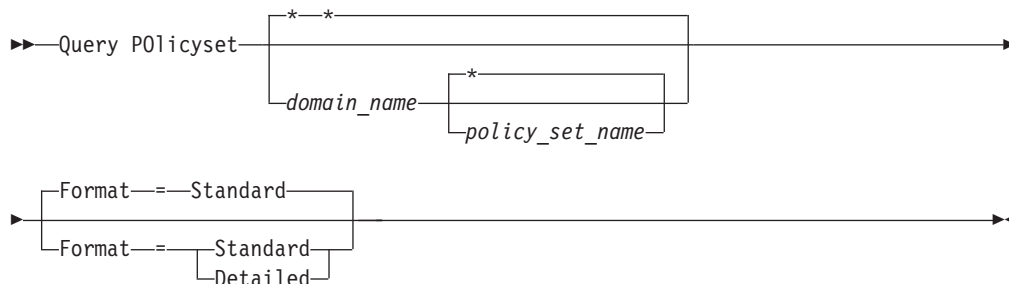 * *
Query POlicyset
*
domain_name
policy_set_name
Format = Standard
Format = Standard
Detailed